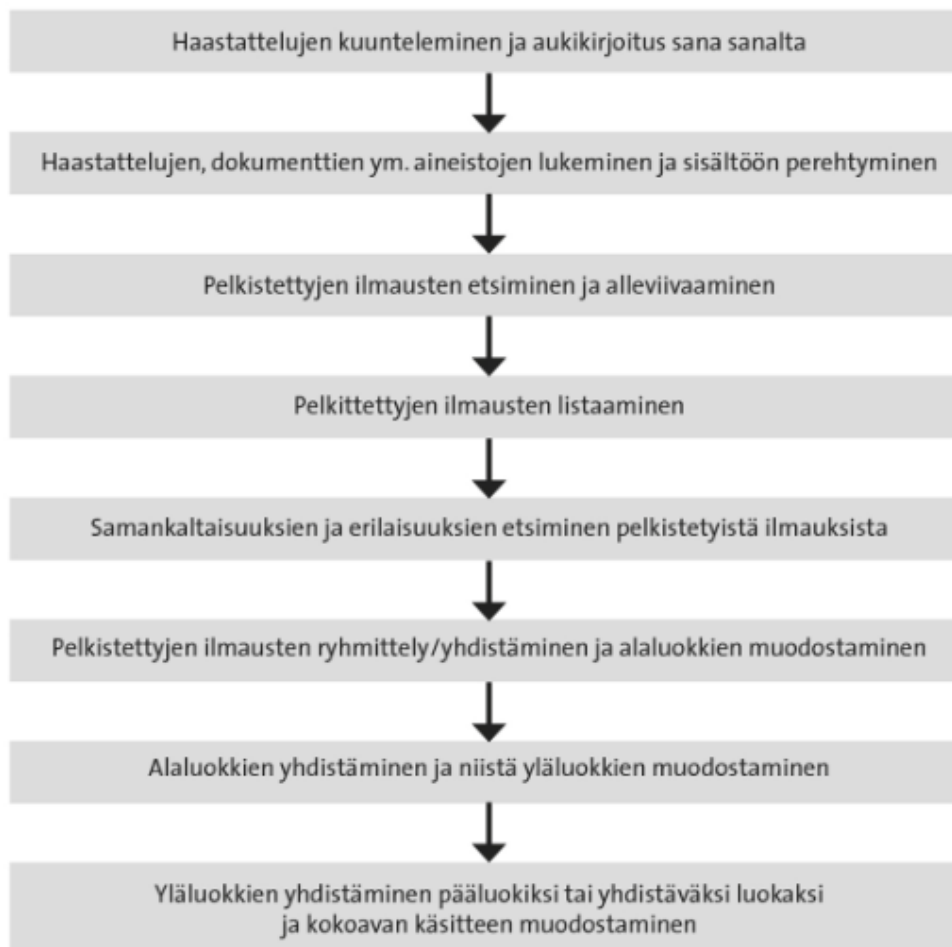 Haastattelujen kuunteleminen ja aukikirjoitus sana sanalta
Haastattelujen, dokumenttien ym. aineistojen lukeminen ja sisältöön perehtyminen
Pelkistettyjen ilmausten etsiminen ja alleviivaaminen
Pelkittettyjen ilmausten listaaminen
Samankaltaisuuksien ja erilaisuuksien etsiminen pelkistetyistä ilmauksista
Pelkistettyjen ilmausten ryhmittely/yhdistäminen ja alaluokkien muodostaminen
Alaluokkien yhdistäminen ja niistä yläluokkien muodostaminen
Yläluokkien yhdistäminen pääluokiksi tai yhdistäväksi luokaksi
ja kokoavan käsitteen muodostaminen